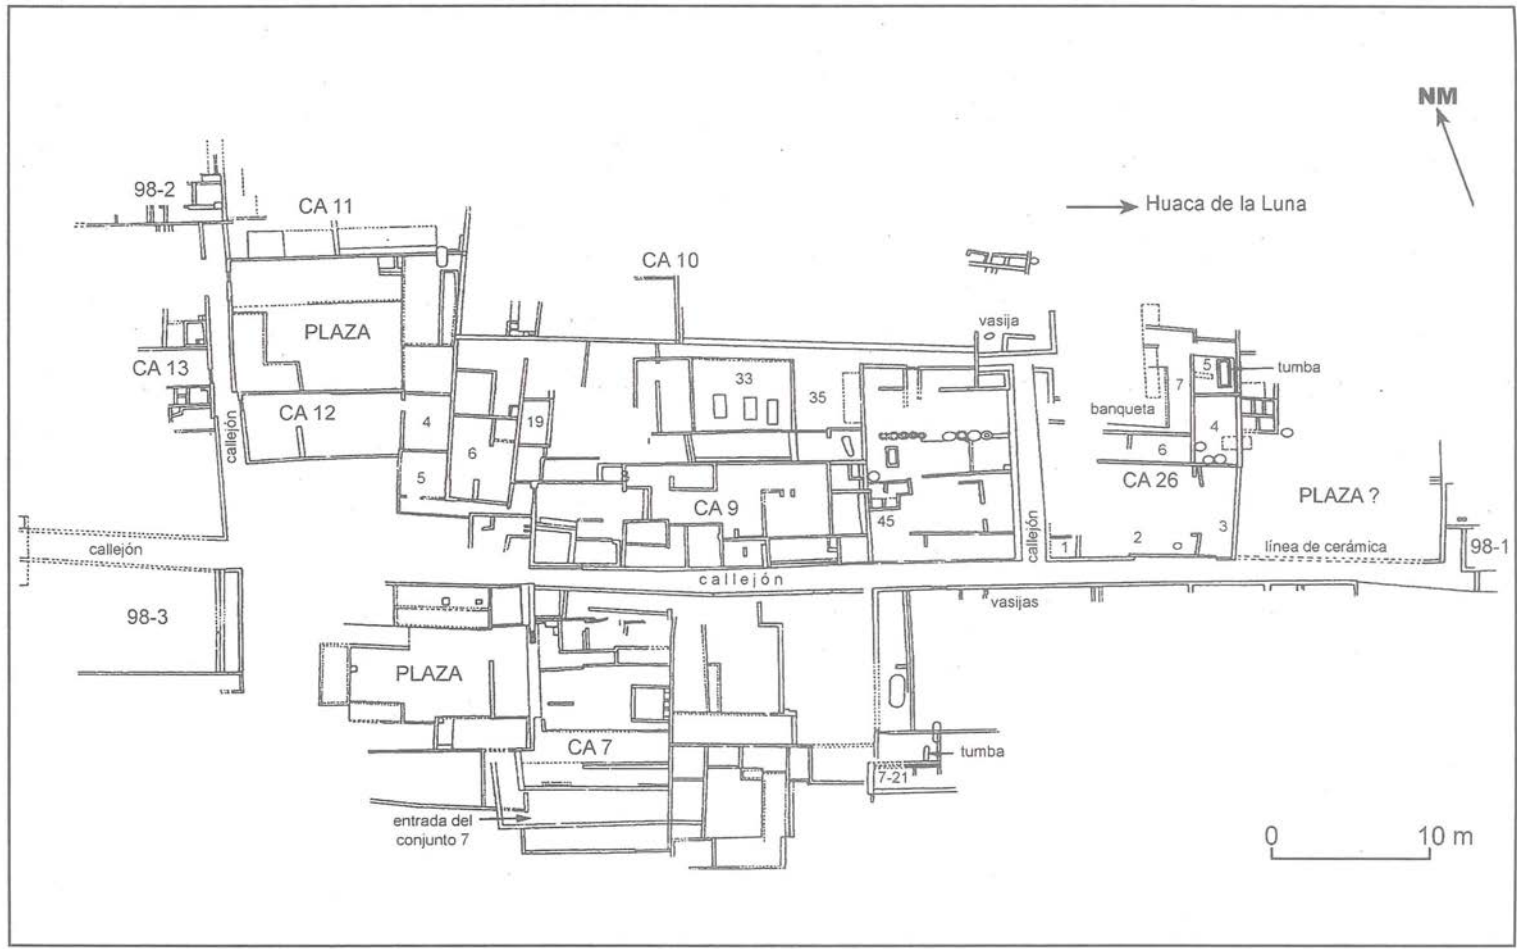 NM
98-2
CA 11
Huaca de la Luna
CA 10
vasija
PLAZA
CA 13
tumba
5
33
7
35
banqueta
CA 12
4
19
callejón
4
6
6
5
CA 26
PLAZA ?
CA 9
45
callejón
3
2
1
98-1
callejón
línea de cerámica
callejón
vasijas
98-3
PLAZA
CA 7
tumba
7-21
entrada del
conjunto 7
0 10 m